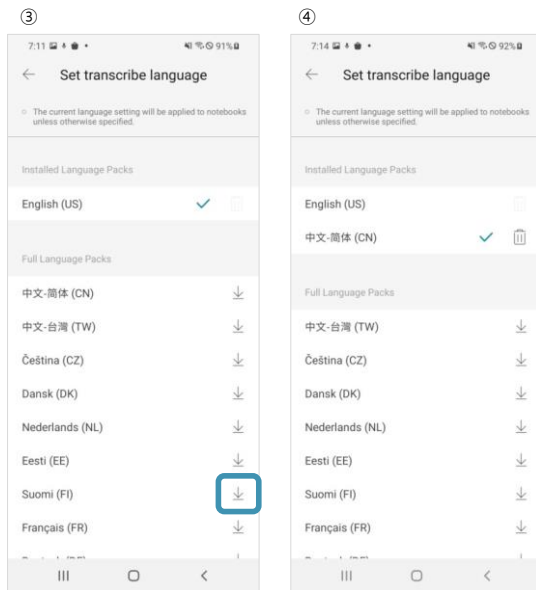 ③
7:11 91%
Set transcribe language
The current language setting will be applied to notebooks
unless otherwise specified.
Installed Language Packs
English (US)
Full Language Packs
中文-简体 (CN)
中文-台灣 (TW)
Čeština (CZ)
Dansk (DK)
Nederlands (NL)
Eesti (EE)
Suomi (FI)
Français (FR)
④
7:14 92%
Set transcribe language
The current language setting will be applied to notebooks
unless otherwise specified.
Installed Language Packs
English (US)
中文-简体 (CN)
Full Language Packs
中文-台灣 (TW)
Čeština (CZ)
Dansk (DK)
Nederlands (NL)
Eesti (EE)
Suomi (FI)
Français (FR)